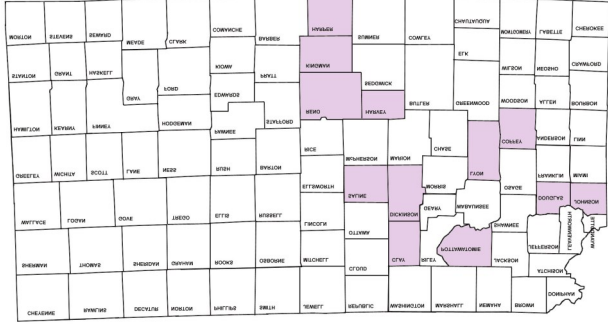 MORTON STEVENS SEWARD MEADE CLARK COMANCHE BARBER HARPER SUMNER COWLEY CHAUTAUQUA MONTGOMERY LABETTE CHEROKEE
STANTON GRANT HASKELL GRAY FORD KIOWA EDWARDS PRATT KINGMAN SEDGWICK BUTLER ELK GREENWOOD WILSON NEOSHO CRAWFORD
HAMILTON KEARNY FINNEY HODGEMAN PAWNEE STAFFORD RENO HARVEY WOODSON ALLEN BOURBON
GREELEY WICHITA SCOTT LANE NESS RUSH BARTON RICE MCPHERSON MARION CHASE LYON COFFEY ANDERSON LINN
WALLACE LOGAN GOVE TREGO ELLIS RUSSELL ELLSWORTH SALINE DICKINSON MORRIS GEARY WABAUNSEE OSAGE FRANKLIN MIAMI
SHERMAN THOMAS SHERIDAN GRAHAM ROOKS OSBORNE LINCOLN MITCHELL OTTAWA CLOUD CLAY RILEY POTTAWATOMIE SHAWNEE JACKSON JEFFERSON DOUGLAS JOHNSON LEAVENWORTH ATCHISON
CHEYENNE RAWLINS DECATUR NORTON PHILLIPS SMITH JEWELL REPUBLIC WASHINGTON MARSHALL NEMAHA BROWN DONIPHAN